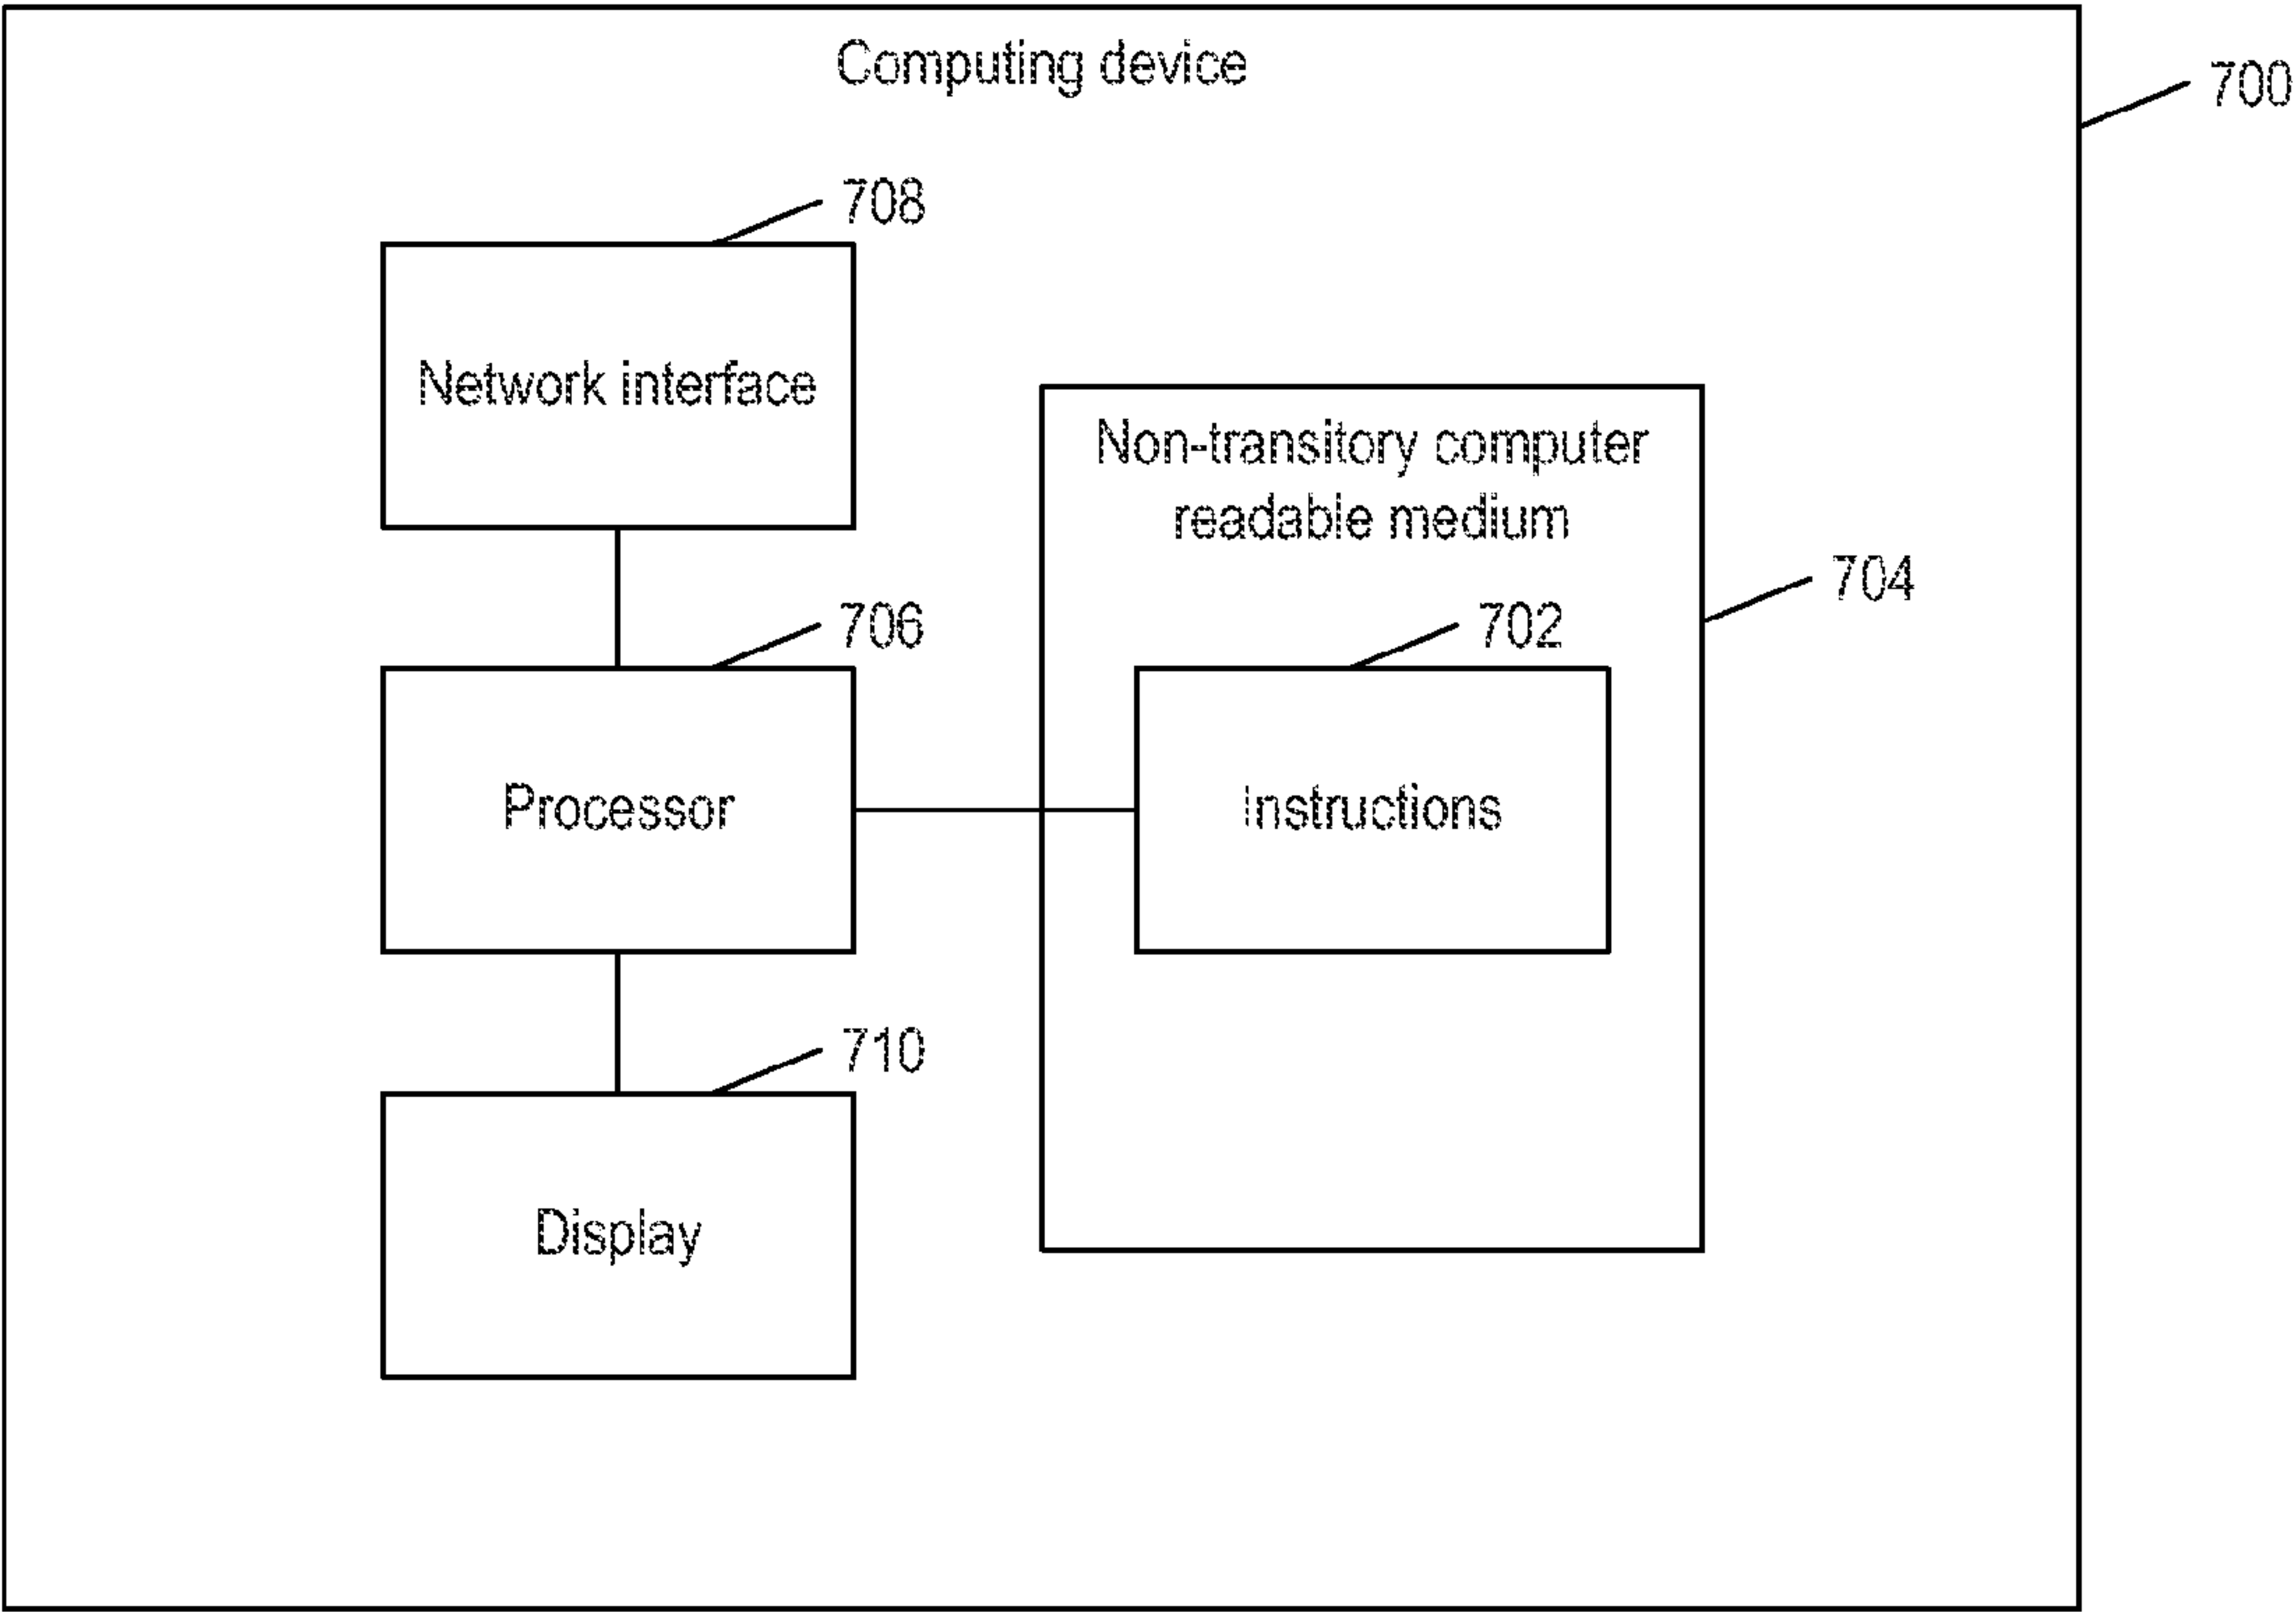 Computing device
700
708
Network interface
Non-transitory computer
readable medium
704
706
702
Processor
Instructions
710
Display